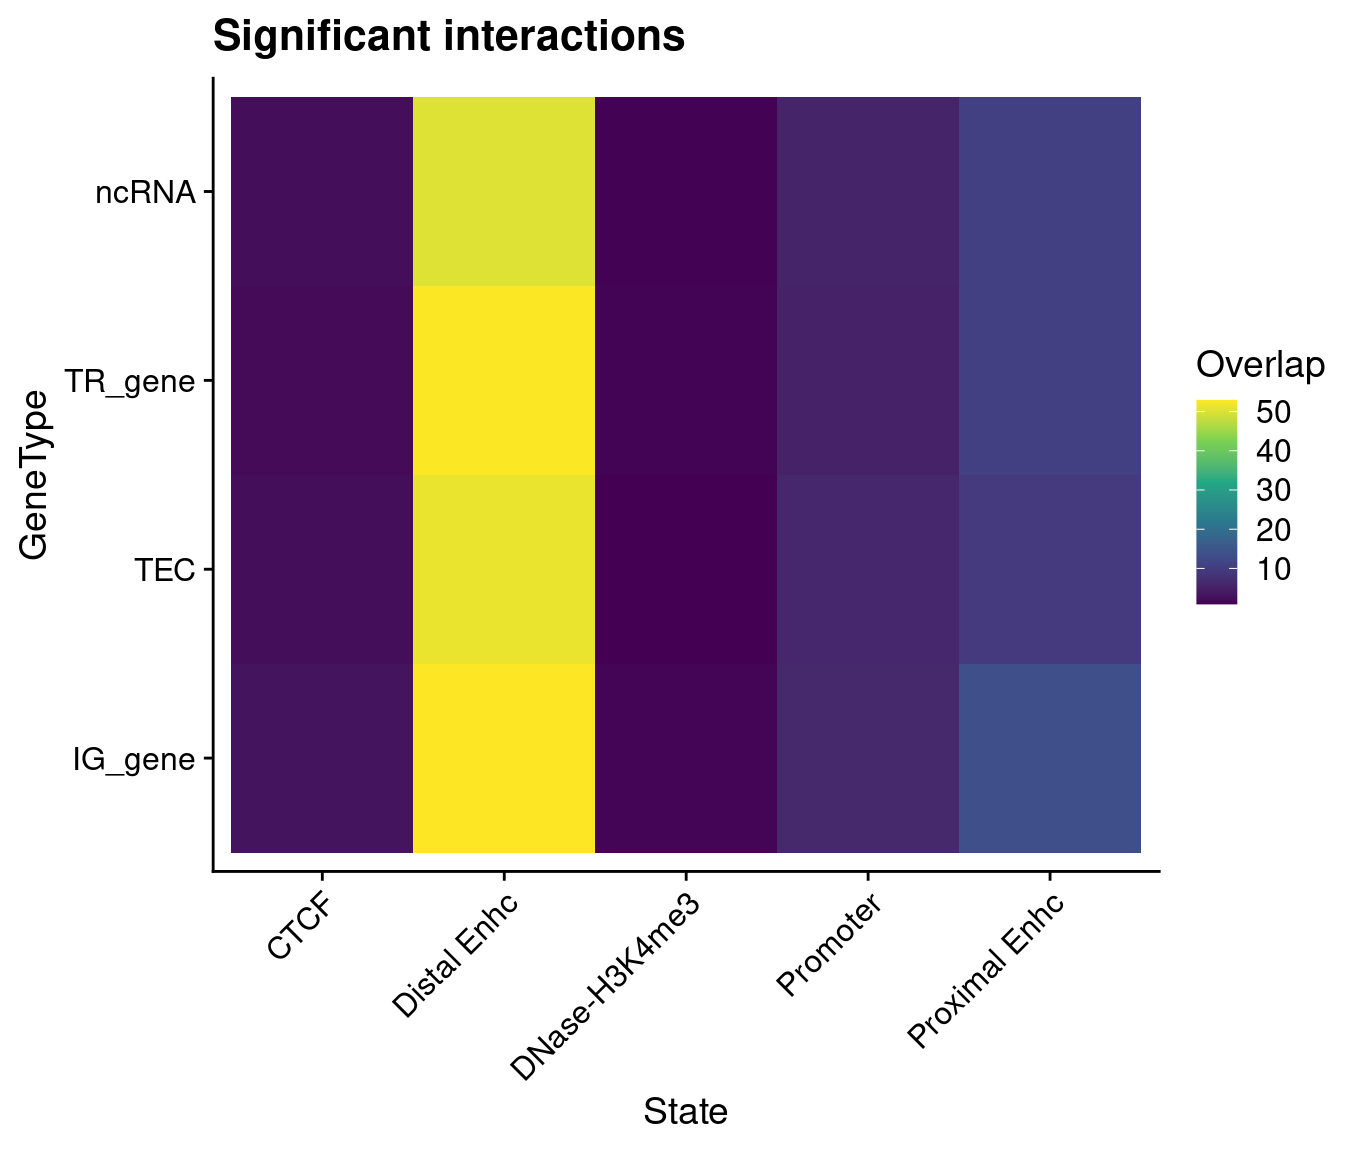 Significant interactions
GeneType
ncRNA
TR_gene
TEC
IG_gene
CTCF
Distal Enhc
DNase-H3K4me3
Promoter
Proximal Enhc
State
Overlap
50
40
30
20
10